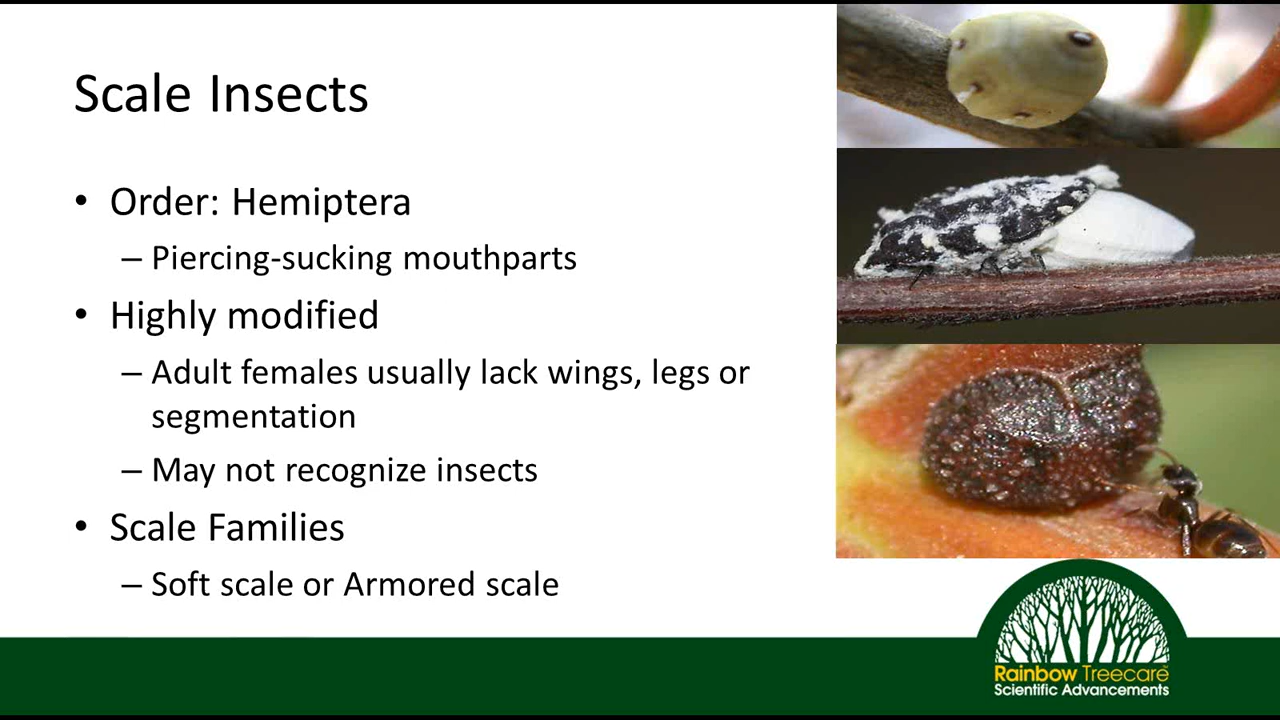 Scale Insects
• Order: Hemiptera
– Piercing-sucking mouthparts
• Highly modified
– Adult females usually lack wings, legs or
segmentation
– May not recognize insects
• Scale Families
– Soft scale or Armored scale
Rainbow Treecare
Scientific Advancements